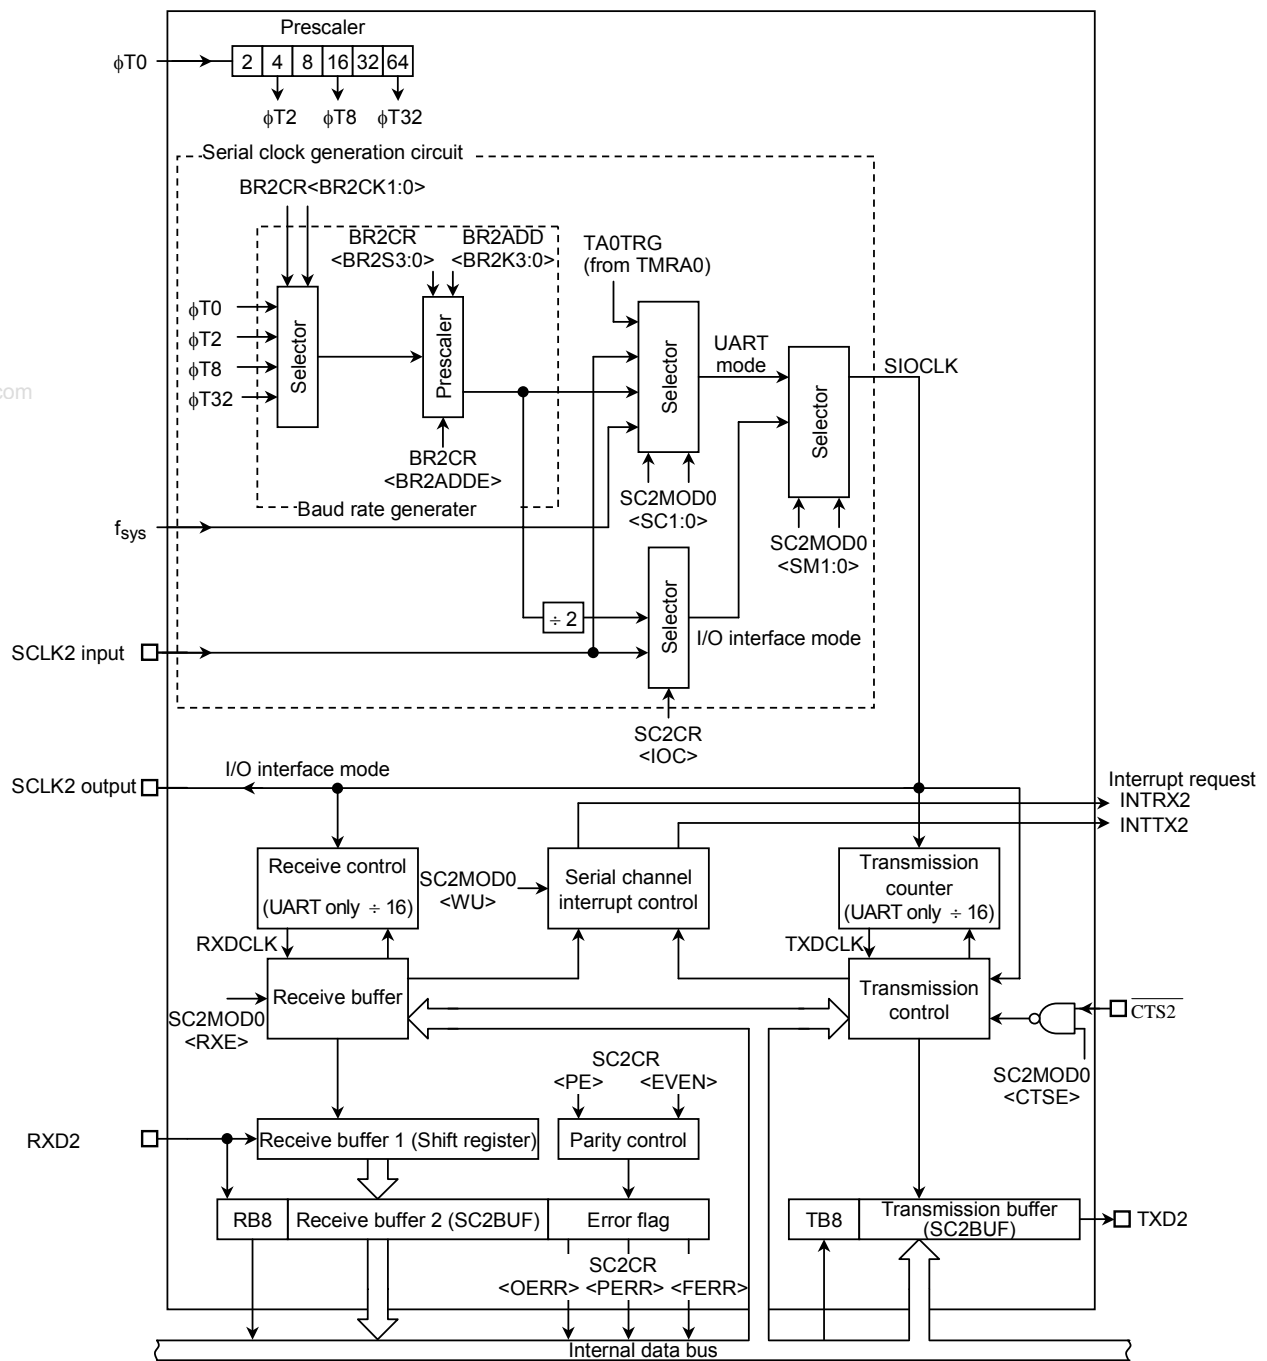 Prescaler
ϕT0
2 4 8 16 32 64
ϕT2 ϕT8 ϕT32
Serial clock generation circuit
BR2CR<BR2CK1:0>
BR2CR
<BR2S3:0>
BR2ADD
<BR2K3:0>
TA0TRG
(from TMRA0)
ϕT0
ϕT2
ϕT8
ϕT32
Selector
Prescaler
BR2CR
<BR2ADDE>
Baud rate generater
Selector
UART
mode
SC2MOD0
<SC1:0>
Selector
SIOCLK
SC2MOD0
<SM1:0>
com
fsys
÷ 2
Selector
I/O interface mode
SCLK2 input
SC2CR
<IOC>
SCLK2 output
I/O interface mode
Interrupt request
INTRX2
INTTX2
Receive control
(UART only ÷ 16)
SC2MOD0
<WU>
Serial channel
interrupt control
Transmission
counter
(UART only ÷ 16)
RXDCLK
TXDCLK
Receive buffer
SC2MOD0
<RXE>
Transmission
control
CTS2
SC2MOD0
<CTSE>
SC2CR
<PE> <EVEN>
RXD2
Receive buffer 1 (Shift register)
Parity control
RB8
Receive buffer 2 (SC2BUF)
Error flag
TB8
Transmission buffer
(SC2BUF)
TXD2
SC2CR
<OERR> <PERR> <FERR>
Internal data bus